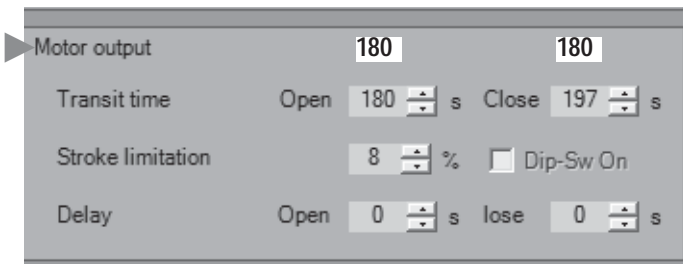 Motor output 180 180
Transit time Open 180 s Close 197 s
Stroke limitation 8 % Dip-Sw On
Delay Open 0 s lose 0 s